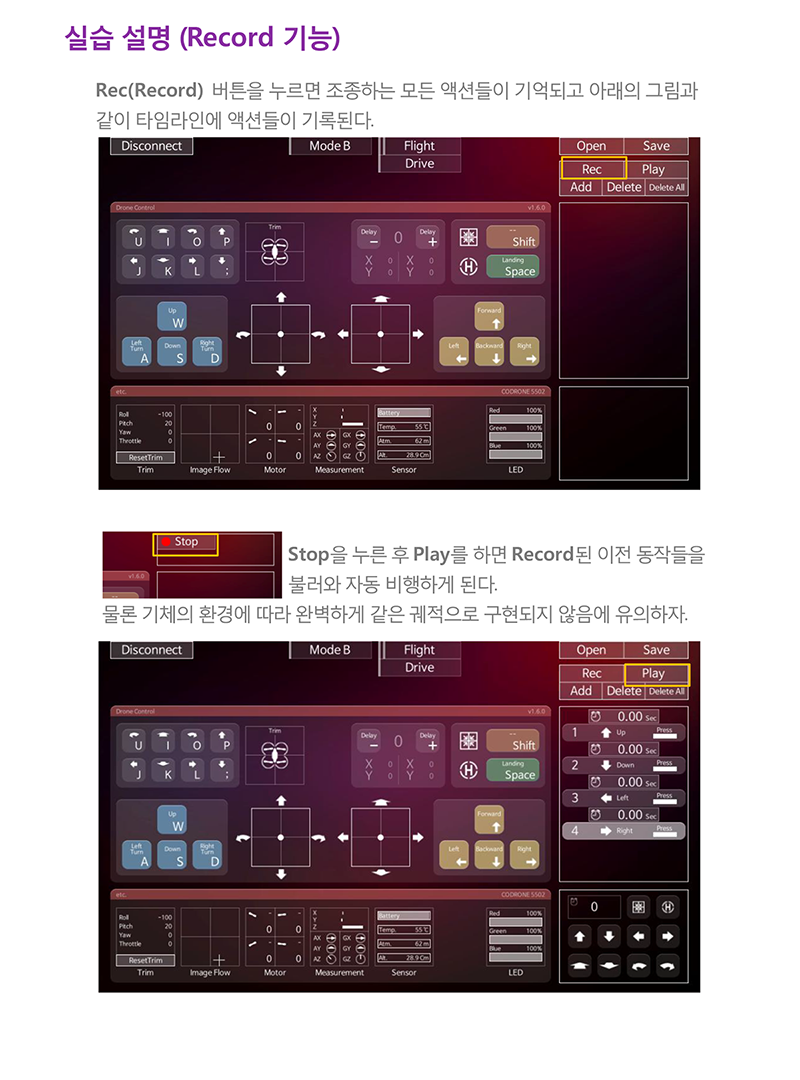 실습 설명 (Record 기능)
Rec(Record) 버튼을 누르면 조종하는 모든 액션들이 기억되고 아래의 그림과
같이 타임라인에 액션들이 기록된다.
Disconnect Mode B Flight Open Save
Drive Rec Play
Add Delete Delete All
Drone Control v1.6.0
U I O P Trim Delay − 0 Delay + -- Shift
J K L ; X 0 X 0 Landing Space
Y 0 Y 0
Up W Forward
Left Turn A Down S Right Turn D Left Backward Right
etc. CODRONE S502
Roll -100
Pitch 20
Yaw 0
Throttle 0
ResetTrim
- 0 - 0
- 0 - 0
X -
Y -
Z
AX GX
AY GY
AZ GZ
Battery
Temp. 55℃
Atm. 62 m
Alt. 28.9 Cm
Red 100%
Green 100%
Blue 100%
Trim Image Flow Motor Measurement Sensor LED
Stop
v1.6.0
Stop을 누른 후 Play를 하면 Record된 이전 동작들을
불러와 자동 비행하게 된다.
물론 기체의 환경에 따라 완벽하게 같은 궤적으로 구현되지 않음에 유의하자.
Disconnect Mode B Flight Open Save
Drive Rec Play
Add Delete Delete All
Drone Control v1.6.0
U I O P Trim Delay − 0 Delay + -- Shift
J K L ; X 0 X 0 Landing Space
Y 0 Y 0
Up W Forward
Left Turn A Down S Right Turn D Left Backward Right
0.00 Sec
1 Up Press
0.00 Sec
2 Down Press
0.00 Sec
3 Left Press
0.00 Sec
4 Right Press
etc. CODRONE S502
Roll -100
Pitch 20
Yaw 0
Throttle 0
ResetTrim
- 0 - 0
- 0 - 0
X -
Y -
Z
AX GX
AY GY
AZ GZ
Battery
Temp. 55℃
Atm. 62 m
Alt. 28.9 Cm
Red 100%
Green 100%
Blue 100%
0 H
Trim Image Flow Motor Measurement Sensor LED